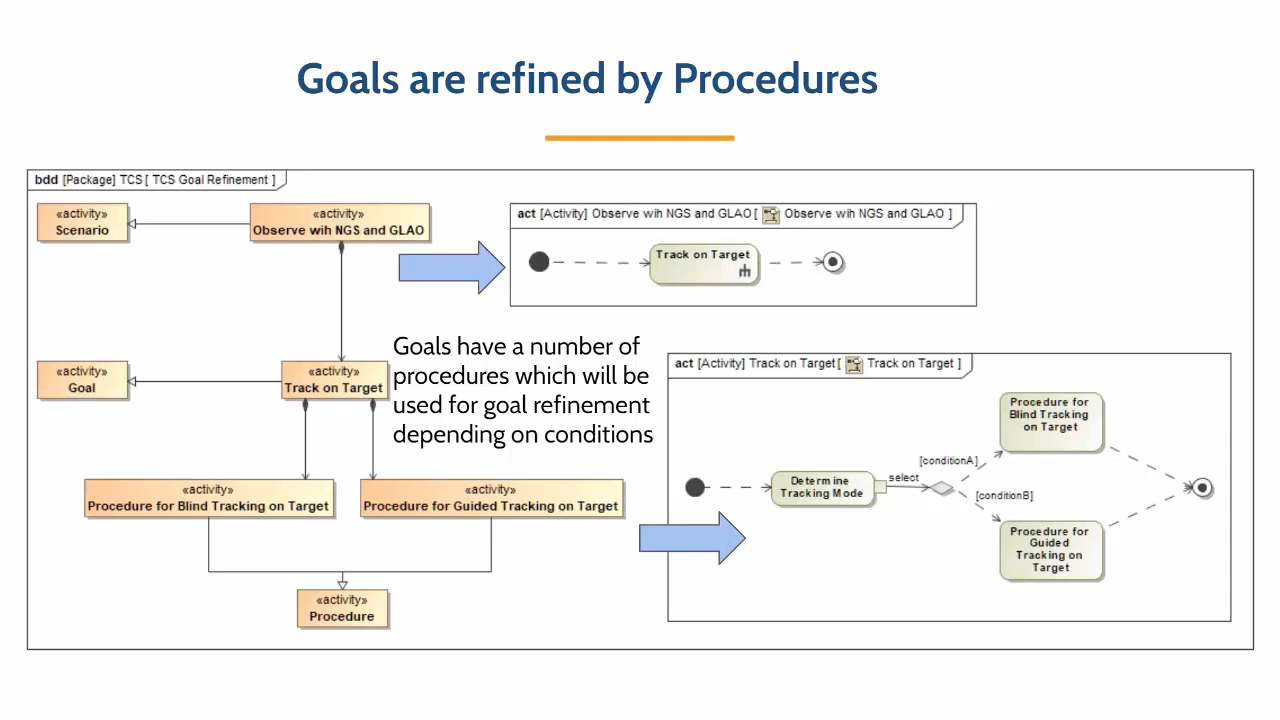 Goals are refined by Procedures
bdd [Package] TCS [ TCS Goal Refinement ]
«activity»
Scenario
«activity»
Observe wih NGS and GLAO
act [Activity] Observe wih NGS and GLAO [ Observe wih NGS and GLAO ]
Track on Target
«activity»
Goal
«activity»
Track on Target
Goals have a number of
procedures which will be
used for goal refinement
depending on conditions
act [Activity] Track on Target [ Track on Target ]
Determine
Tracking Mode
select
[conditionA]
[conditionB]
Procedure for
Blind Tracking
on Target
Procedure for
Guided
Tracking on
Target
«activity»
Procedure for Blind Tracking on Target
«activity»
Procedure for Guided Tracking on Target
«activity»
Procedure